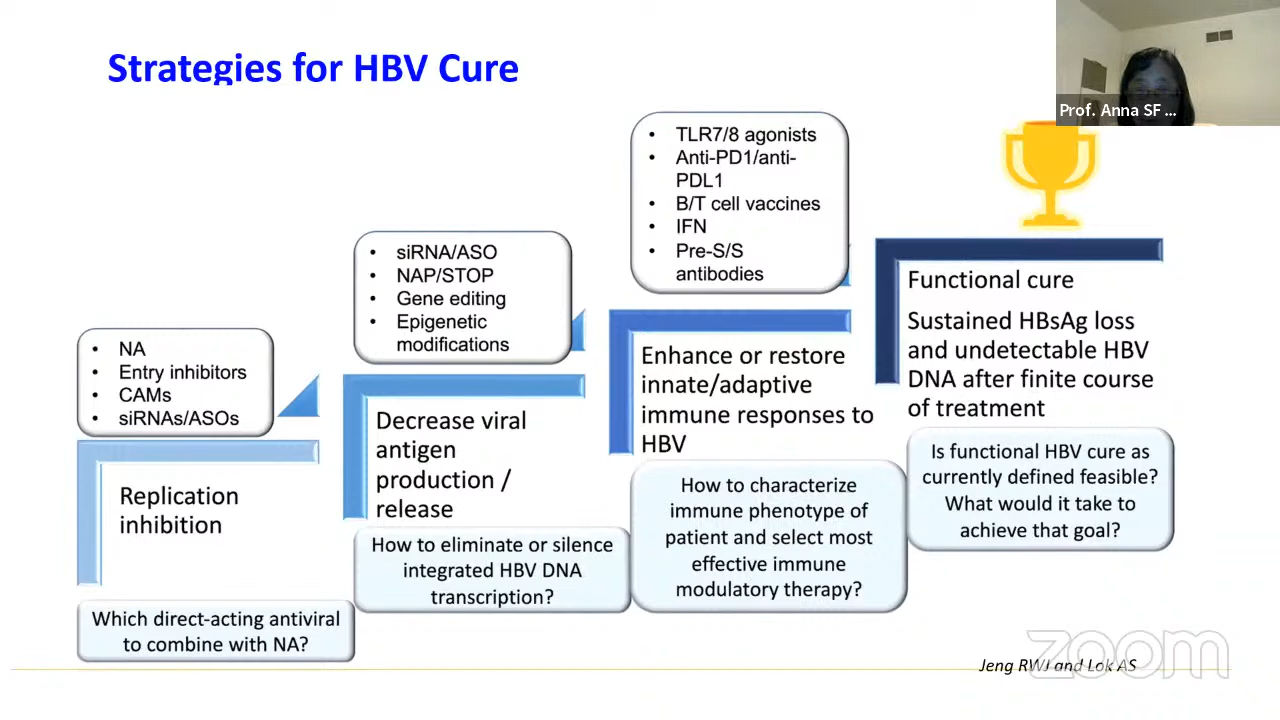 Strategies for HBV Cure
Prof. Anna SF ...
• NA
• Entry inhibitors
• CAMs
• siRNAs/ASOs
Replication
inhibition
Which direct-acting antiviral
to combine with NA?
• siRNA/ASO
• NAP/STOP
• Gene editing
• Epigenetic
modifications
Decrease viral
antigen
production /
release
How to eliminate or silence
integrated HBV DNA
transcription?
• TLR7/8 agonists
• Anti-PD1/anti-
PDL1
• B/T cell vaccines
• IFN
• Pre-S/S
antibodies
Enhance or restore
innate/adaptive
immune responses to
HBV
How to characterize
immune phenotype of
patient and select most
effective immune
modulatory therapy?
Functional cure
Sustained HBsAg loss
and undetectable HBV
DNA after finite course
of treatment
Is functional HBV cure as
currently defined feasible?
What would it take to
achieve that goal?
Jeng RWJ and Lok AS
zoom